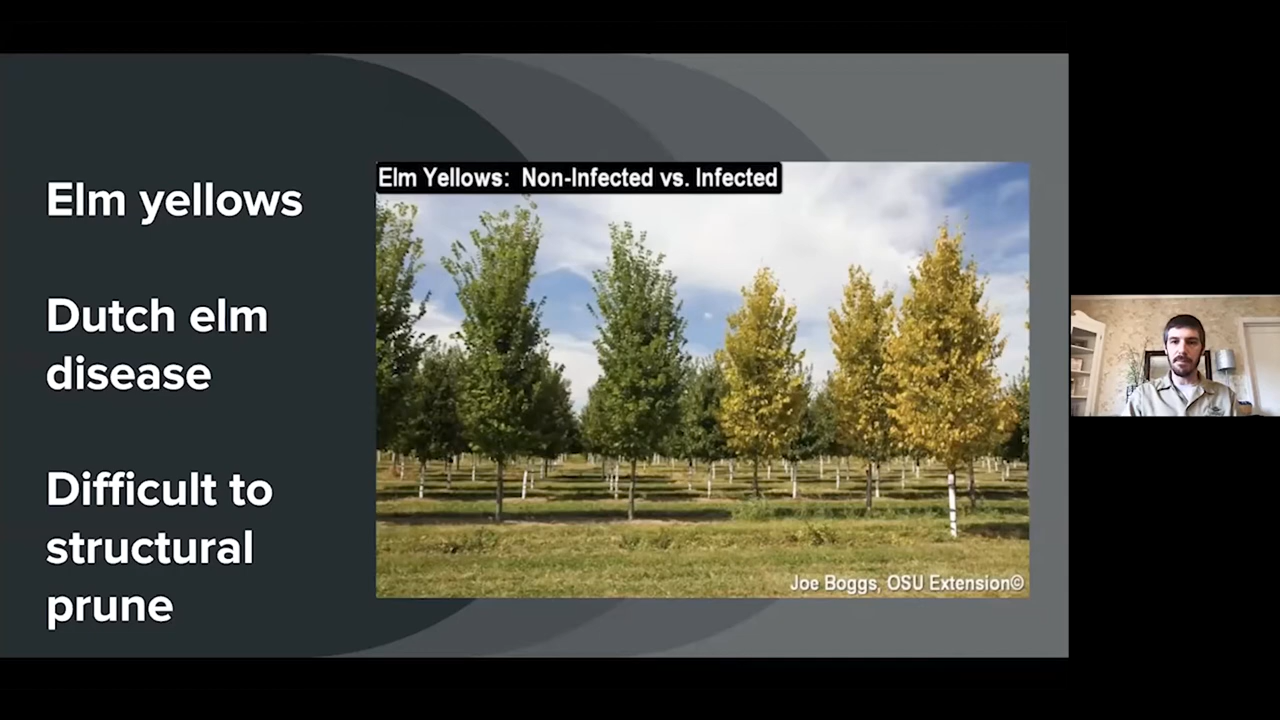 Elm yellows
Dutch elm
disease
Difficult to
structural
prune
Elm Yellows: Non-Infected vs. Infected
Joe Boggs, OSU Extension©